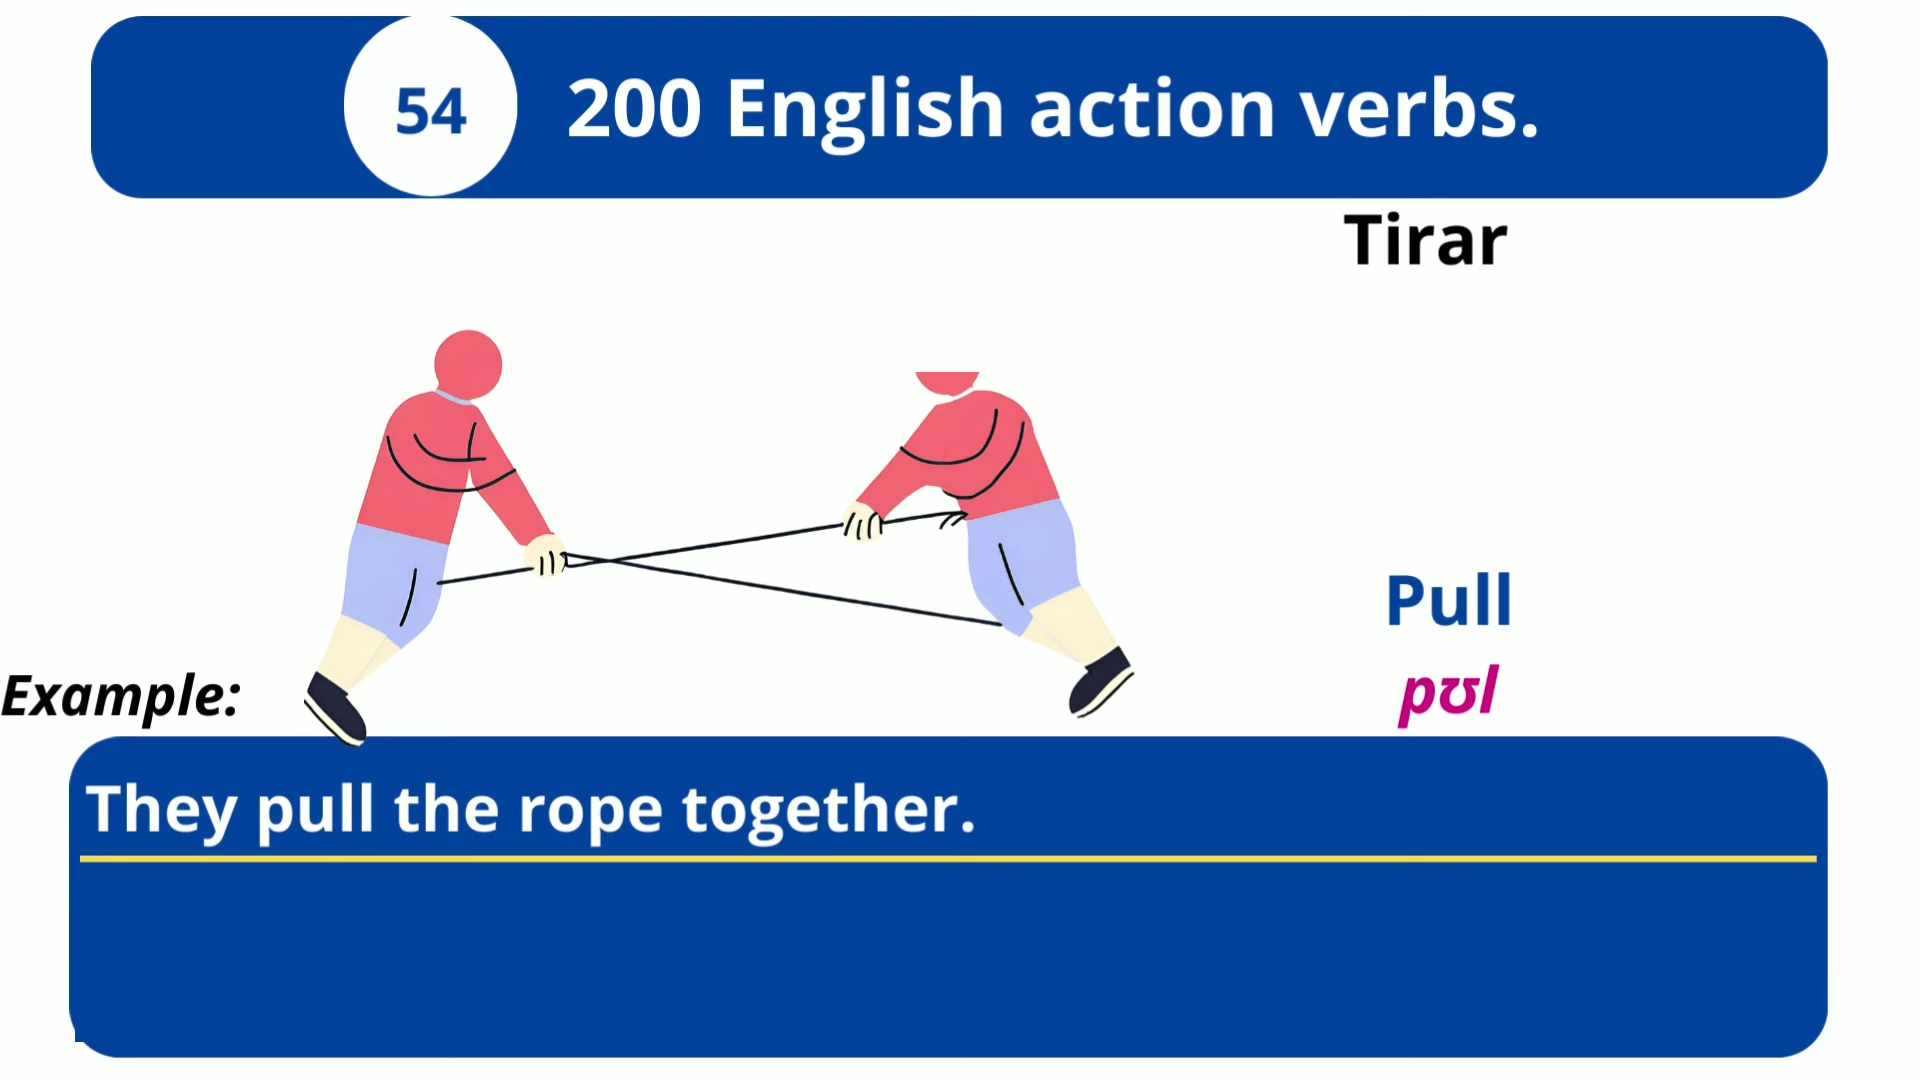 54
200 English action verbs.
Tirar
Pull
pʊl
Example:
They pull the rope together.